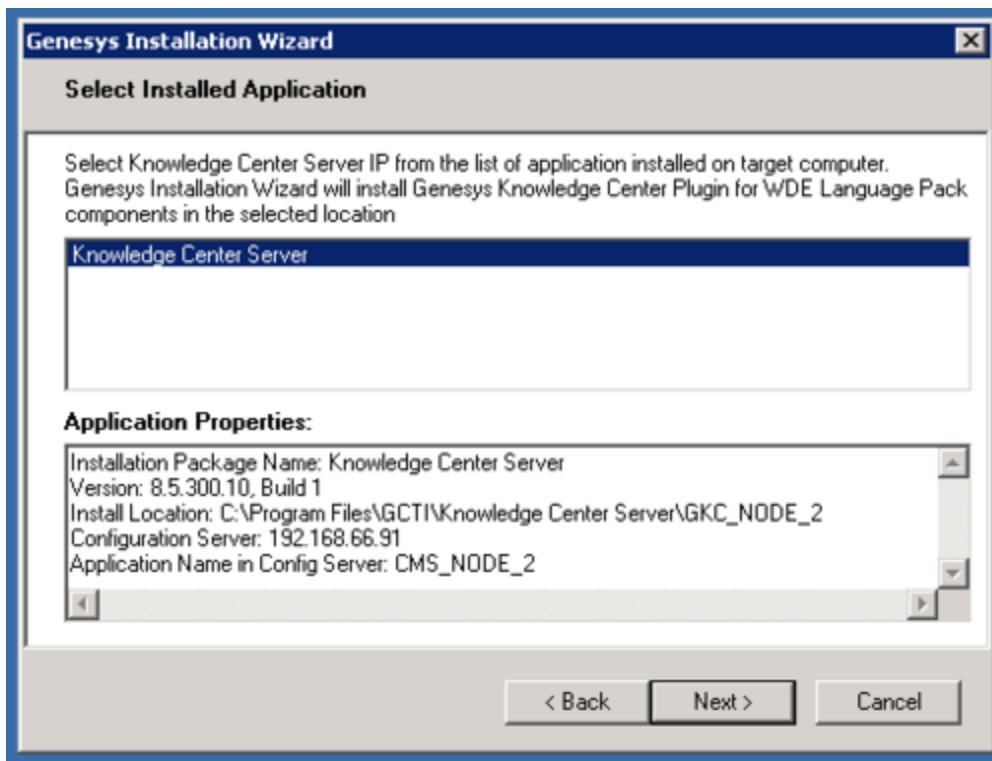 Genesys Installation Wizard
Select Installed Application
Select Knowledge Center Server IP from the list of application installed on target computer.
Genesys Installation Wizard will install Genesys Knowledge Center Plugin for WDE Language Pack
components in the selected location
Knowledge Center Server
Application Properties:
Installation Package Name: Knowledge Center Server
Version: 8.5.300.10, Build 1
Install Location: C:\Program Files\GCTI\Knowledge Center Server\GKC_NODE_2
Configuration Server: 192.168.66.91
Application Name in Config Server: CMS_NODE_2
< Back Next > Cancel